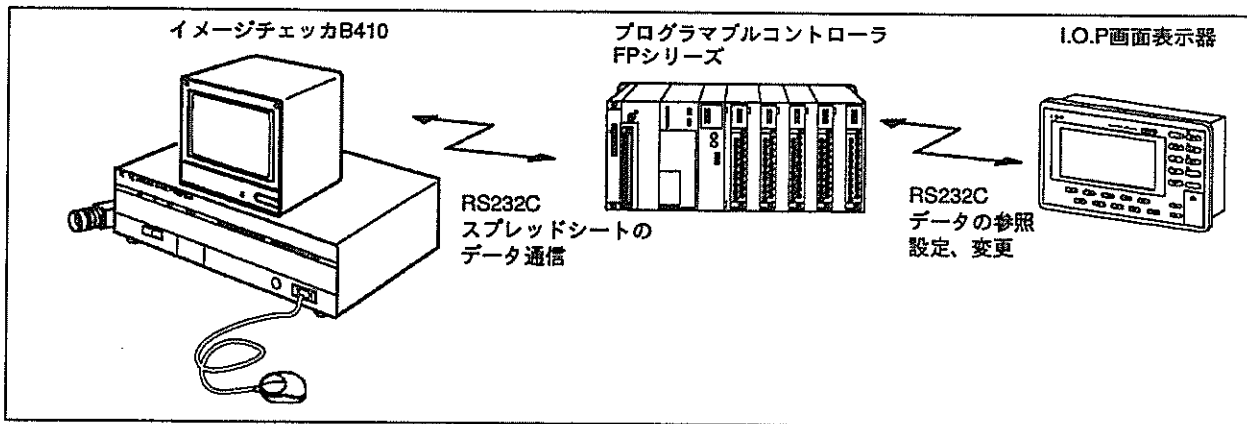 イメージチェッカB410
プログラマブルコントローラ
FPシリーズ
I.O.P画面表示器
RS232C
スプレッドシートの
データ通信
RS232C
データの参照
設定、変更